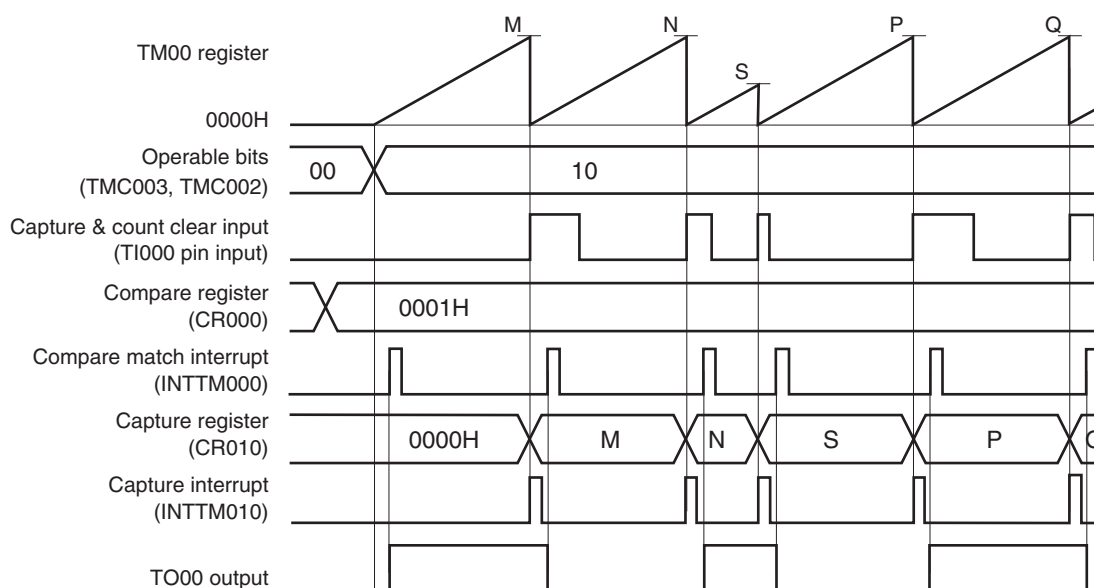 M N P Q
S
TM00 register
0000H
Operable bits
(TMC003, TMC002)
00 10
Capture & count clear input
(TI000 pin input)
Compare register
(CR000)
0001H
Compare match interrupt
(INTTM000)
Capture register
(CR010)
0000H M N S P
Capture interrupt
(INTTM010)
TO00 output